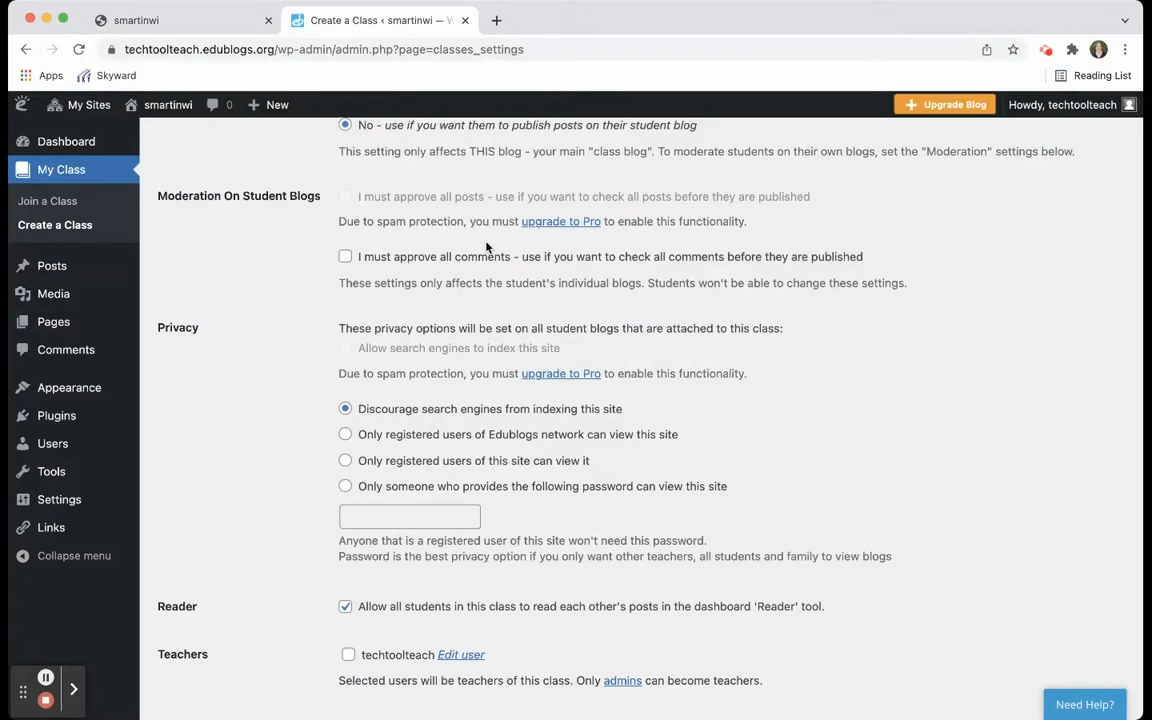 smartinwi
Create a Class ‹ smartinwi — W
techtoolteach.edublogs.org/wp-admin/admin.php?page=classes_settings
Apps
Skyward
Reading List
My Sites
smartinwi
0
New
Upgrade Blog
Howdy, techtoolteach
Dashboard
My Class
Join a Class
Create a Class
Posts
Media
Pages
Comments
Appearance
Plugins
Users
Tools
Settings
Links
Collapse menu
No - use if you want them to publish posts on their student blog
This setting only affects THIS blog - your main "class blog". To moderate students on their own blogs, set the "Moderation" settings below.
Moderation On Student Blogs
I must approve all posts - use if you want to check all posts before they are published
Due to spam protection, you must upgrade to Pro to enable this functionality.
I must approve all comments - use if you want to check all comments before they are published
These settings only affects the student's individual blogs. Students won't be able to change these settings.
Privacy
These privacy options will be set on all student blogs that are attached to this class:
Allow search engines to index this site
Due to spam protection, you must upgrade to Pro to enable this functionality.
Discourage search engines from indexing this site
Only registered users of Edublogs network can view this site
Only registered users of this site can view it
Only someone who provides the following password can view this site
Anyone that is a registered user of this site won't need this password.
Password is the best privacy option if you only want other teachers, all students and family to view blogs
Reader
Allow all students in this class to read each other's posts in the dashboard 'Reader' tool.
Teachers
techtoolteach Edit user
Selected users will be teachers of this class. Only admins can become teachers.
Need Help?